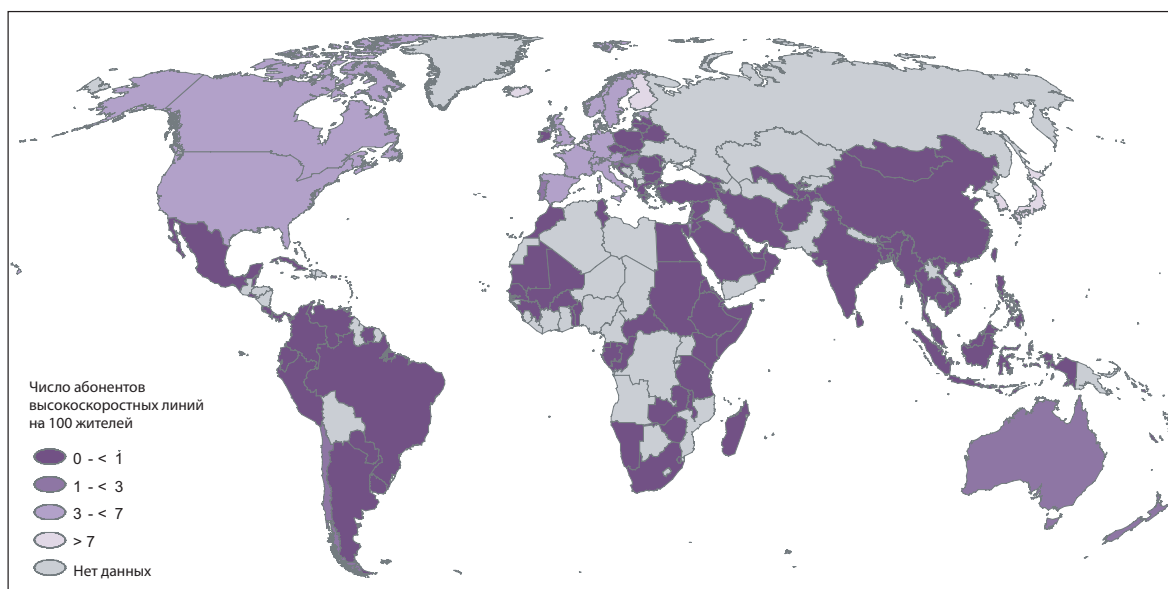 Число абонентов
высокоскоростных линий
на 100 жителей
0 - < 1
1 - < 3
3 - < 7
> 7
Нет данных